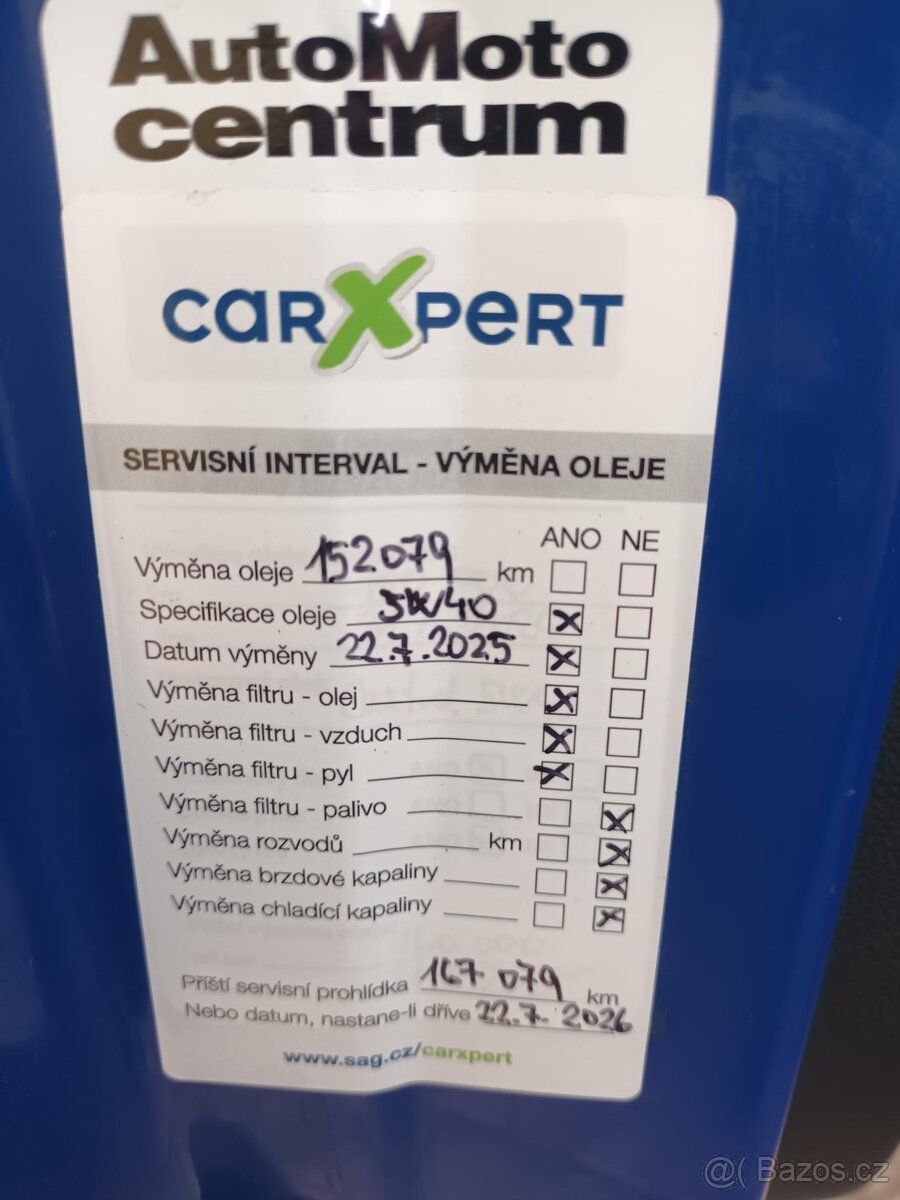 AutoMoto
centrum
carXpert
SERVISNÍ INTERVAL - VÝMĚNA OLEJE
ANO NE
Výměna oleje 152079 km
Specifikace oleje 5W40
Datum výměny 22.7.2025
Výměna filtru - olej
Výměna filtru - vzduch
Výměna filtru - pyl
Výměna filtru - palivo
Výměna rozvodů km
Výměna brzdové kapaliny
Výměna chladící kapaliny
Příští servisní prohlídka 167 079 km
Nebo datum, nastane-li dříve 22.7. 2026
www.sag.cz/carxpert
@( Bazos.cz